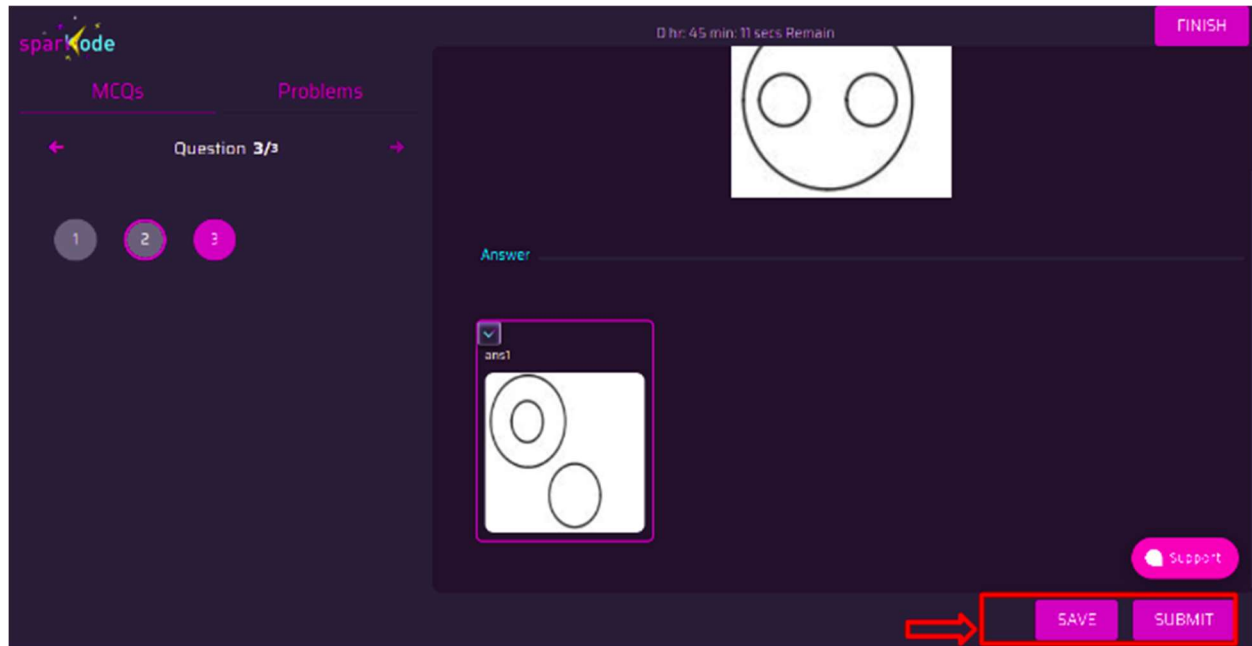 sparkode
0 hr: 45 min: 11 secs Remain
FINISH
MCQs
Problems
Question 3/3
1
2
3
Answer
ans1
Support
SAVE
SUBMIT